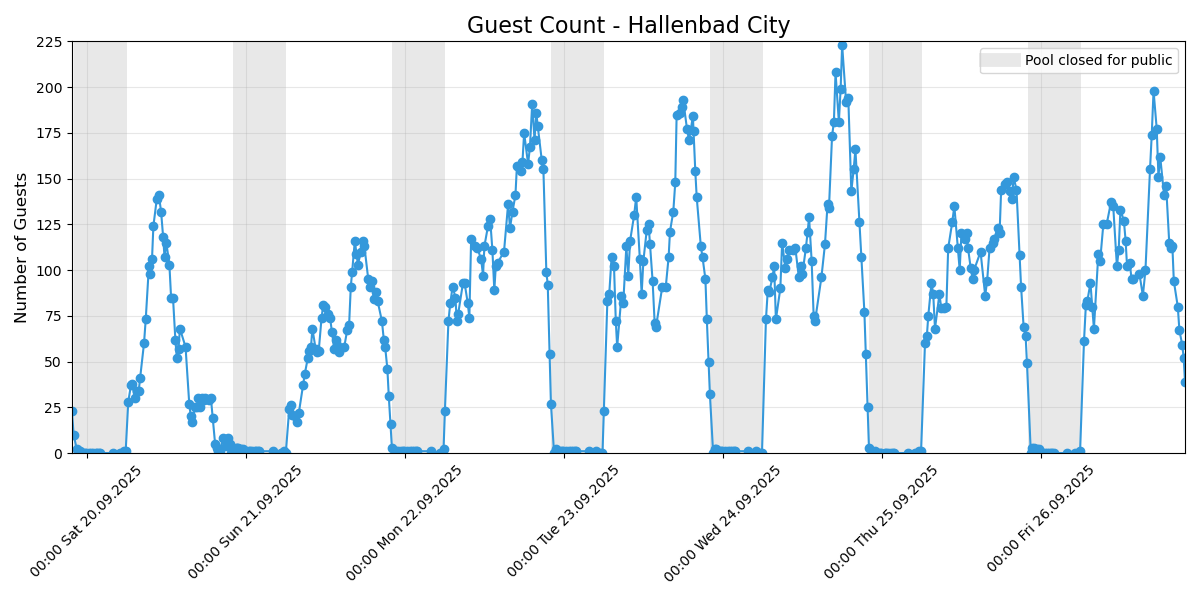 Guest Count - Hallenbad City
Pool closed for public
Number of Guests
225
200
175
150
125
100
75
50
25
0
00:00 Sat 20.09.2025
00:00 Sun 21.09.2025
00:00 Mon 22.09.2025
00:00 Tue 23.09.2025
00:00 Wed 24.09.2025
00:00 Thu 25.09.2025
00:00 Fri 26.09.2025